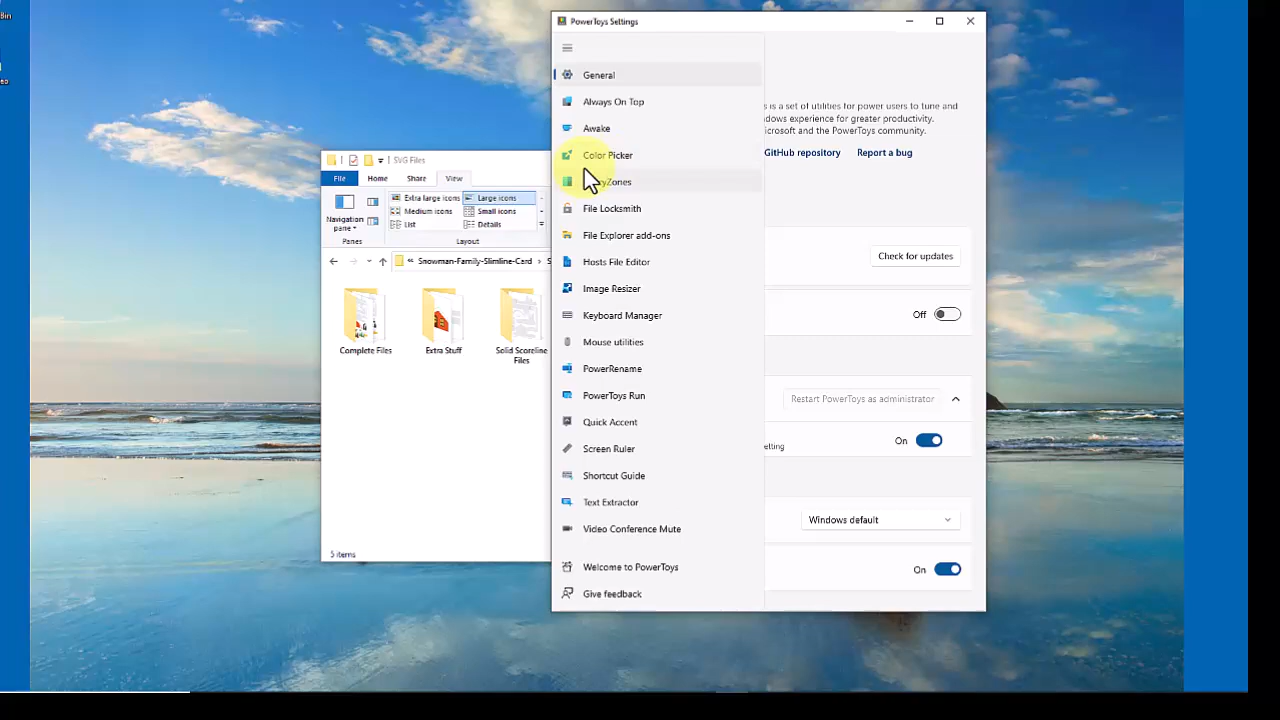 Bin
PowerToys Settings
General
Always On Top
Awake
Color Picker
File Locksmith
File Explorer add-ons
Hosts File Editor
Image Resizer
Keyboard Manager
Mouse utilities
PowerRename
PowerToys Run
Quick Accent
Screen Ruler
Shortcut Guide
Text Extractor
Video Conference Mute
Welcome to PowerToys
Give feedback
is a set of utilities for power users to tune and
experience for greater productivity.
and the PowerToys community.
GitHub repository
Report a bug
Check for updates
Off
Restart PowerToys as administrator
On
Windows default
On
SVG Files
File
Home
Share
View
Navigation
pane
Panes
Extra large icons
Large icons
Medium icons
Small icons
List
Details
Layout
Snowman-Family-Slimline-Card
Complete Files
Extra Stuff
Solid Scoreline
Files
5 items